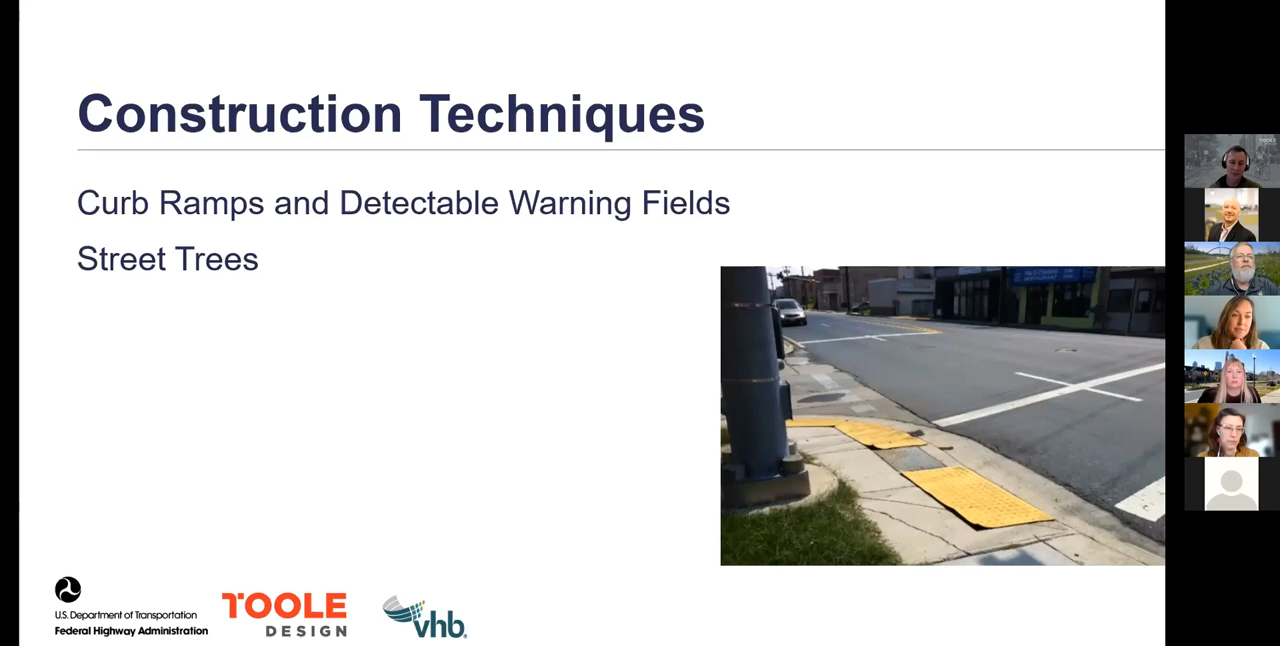 Construction Techniques
Curb Ramps and Detectable Warning Fields
Street Trees
U.S. Department of Transportation
Federal Highway Administration
TOOLE
DESIGN
vhb